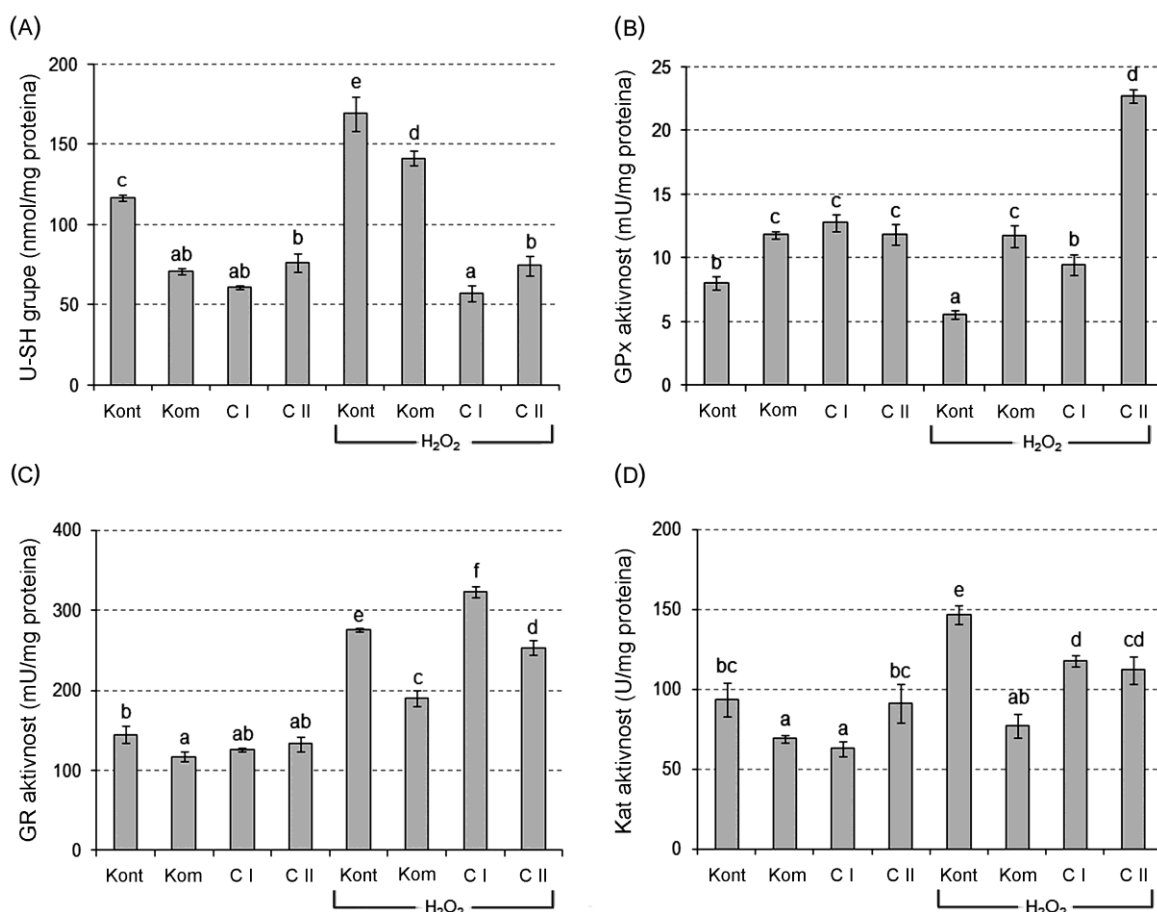 (A)
U-SH grupe (nmol/mg proteina)
200
150
100
50
0
c
ab
ab
b
e
d
a
b
Kont Kom C I C II Kont Kom C I C II
H₂O₂
(B)
GPx aktivnost (mU/mg proteina)
25
20
15
10
5
0
b
c
c
c
a
c
b
d
Kont Kom C I C II Kont Kom C I C II
H₂O₂
(C)
GR aktivnost (mU/mg proteina)
400
300
200
100
0
b
a
ab
ab
e
c
f
d
Kont Kom C I C II Kont Kom C I C II
H₂O₂
(D)
Kat aktivnost (U/mg proteina)
200
150
100
50
0
bc
a
a
bc
e
ab
d
cd
Kont Kom C I C II Kont Kom C I C II
H₂O₂